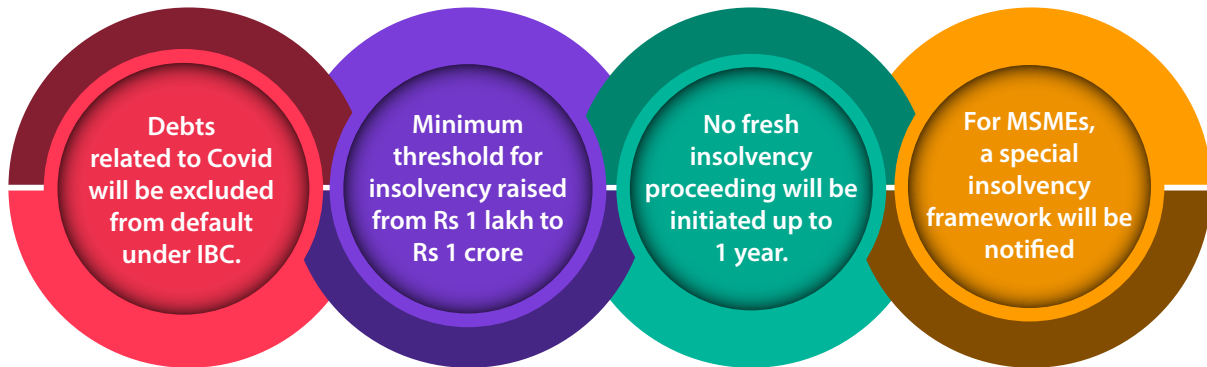 Debts
related to Covid
will be excluded
from default
under IBC.
Minimum
threshold for
insolvency raised
from Rs 1 lakh to
Rs 1 crore
No fresh
insolvency
proceeding will be
initiated up to
1 year.
For MSMEs,
a special
insolvency
framework will be
notified